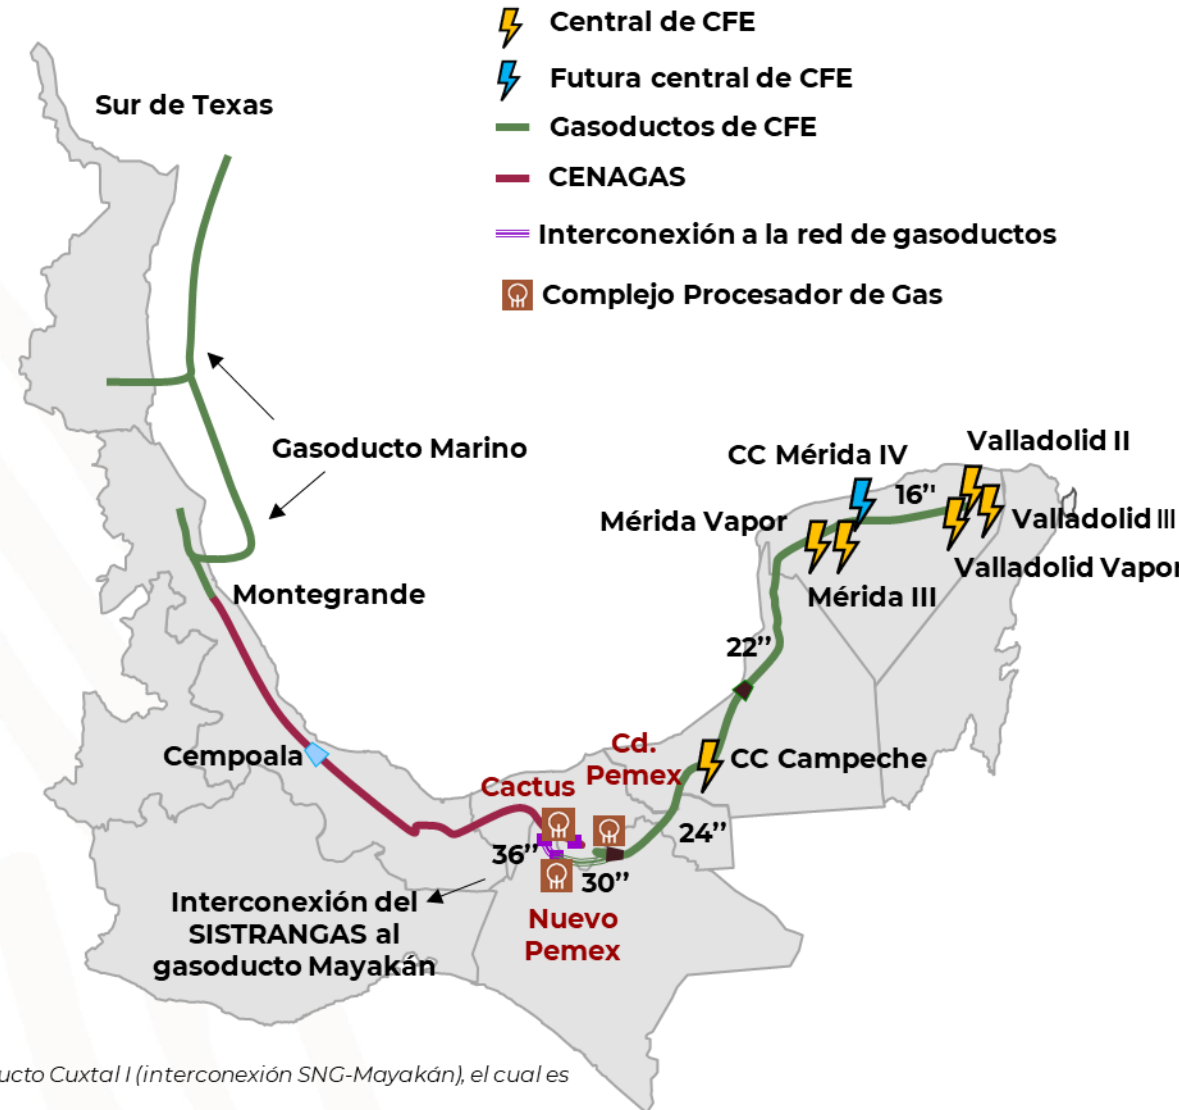 Central de CFE
Futura central de CFE
Gasoductos de CFE
CENAGAS
Interconexión a la red de gasoductos
Complejo Procesador de Gas
Sur de Texas
Gasoducto Marino
Montegrande
Cempoala
Cactus
Cd.
Pemex
36’’
30’’
24’’
22’’
16''
Nuevo
Pemex
Interconexión del
SISTRANGAS al
gasoducto Mayakán
CC Campeche
Mérida Vapor
Mérida III
CC Mérida IV
Valladolid II
Valladolid III
Valladolid Vapor
ucto Cuxtal I (interconexión SNG-Mayakán), el cual es